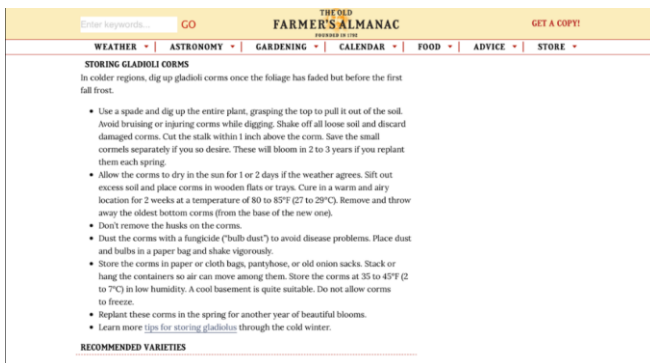 Enter keywords...
GO
THE OLD
FARMER'S ALMANAC
FOUNDED IN 1792
GET A COPY!
WEATHER
ASTRONOMY
GARDENING
CALENDAR
FOOD
ADVICE
STORE
STORING GLADIOLI CORMS
In colder regions, dig up gladioli corms once the foliage has faded but before the first
fall frost.
• Use a spade and dig up the entire plant, grasping the top to pull it out of the soil.
Avoid bruising or injuring corms while digging. Shake off all loose soil and discard
damaged corms. Cut the stalk within 1 inch above the corm. Save the small
cormels separately if you so desire. These will bloom in 2 to 3 years if you replant
them each spring.
• Allow the corms to dry in the sun for 1 or 2 days if the weather agrees. Sift out
excess soil and place corms in wooden flats or trays. Cure in a warm and airy
location for 2 weeks at a temperature of 80 to 85°F (27 to 29°C). Remove and throw
away the oldest bottom corms (from the base of the new one).
• Don't remove the husks on the corms.
• Dust the corms with a fungicide ("bulb dust") to avoid disease problems. Place dust
and bulbs in a paper bag and shake vigorously.
• Store the corms in paper or cloth bags, pantyhose, or old onion sacks. Stack or
hang the containers so air can move among them. Store the corms at 35 to 45°F (2
to 7°C) in low humidity. A cool basement is quite suitable. Do not allow corms
to freeze.
• Replant these corms in the spring for another year of beautiful blooms.
• Learn more tips for storing gladiolus through the cold winter.
RECOMMENDED VARIETIES